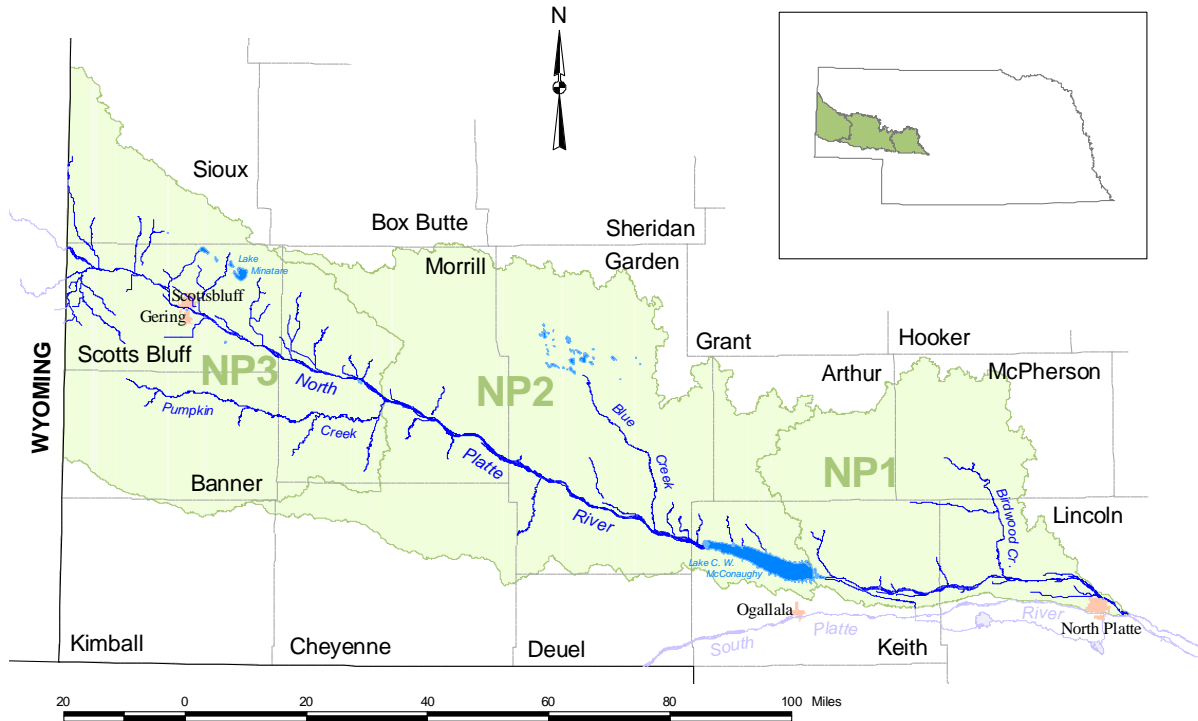 N
Sioux
Box Butte
Sheridan
Garden
Morrill
Lake
Minatare
Scottsbluff
Gering
Scotts Bluff
NP3
NP2
Grant
Hooker
Arthur
McPherson
WYOMING
North
Pumpkin
Creek
Platte
Blue
Creek
NP1
Birdwood Cr.
Banner
River
Lincoln
Lake C. W.
McConaughy
Ogallala
River
Platte
South
North Platte
Kimball
Cheyenne
Deuel
Keith
20 0 20 40 60 80 100 Miles